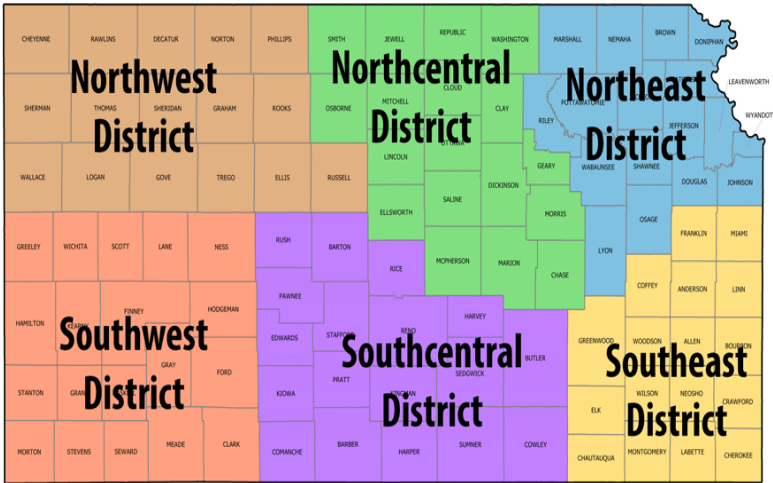 CHEYENNE RAWLINS DECATUR NORTON PHILLIPS SMITH JEWELL REPUBLIC WASHINGTON MARSHALL NEMAHA BROWN DONIPHAN
Northwest
District
Northcentral
District
Northeast
District
LEAVENWORTH
WYANDOT
SHERMAN THOMAS SHERIDAN GRAHAM ROOKS OSBORNE MITCHELL CLOUD CLAY RILEY POTTAWATOMIE JEFFERSON
OTTAWA
WALLACE LOGAN GOVE TREGO ELLIS RUSSELL LINCOLN SALINE DICKINSON GEARY WABAUNSEE SHAWNEE DOUGLAS JOHNSON
ELLSWORTH MORRIS LYON OSAGE
GREELEY WICHITA SCOTT LANE NESS RUSH BARTON RICE MCPHERSON MARION CHASE FRANKLIN MIAMI
COFFEY ANDERSON LINN
HAMILTON FINNEY HODGEMAN PAWNEE STAFFORD RENO HARVEY
Southwest
District
Southcentral
District
Southeast
District
EDWARDS SEDGWICK BUTLER GREENWOOD WOODSON ALLEN BOURBON
STANTON GRAY FORD KIOWA PRATT KINGMAN ELK WILSON NEOSHO CRAWFORD
MORTON STEVENS SEWARD MEADE CLARK COMANCHE BARBER HARPER SUMNER COWLEY CHAUTAUQUA MONTGOMERY LABETTE CHEROKEE